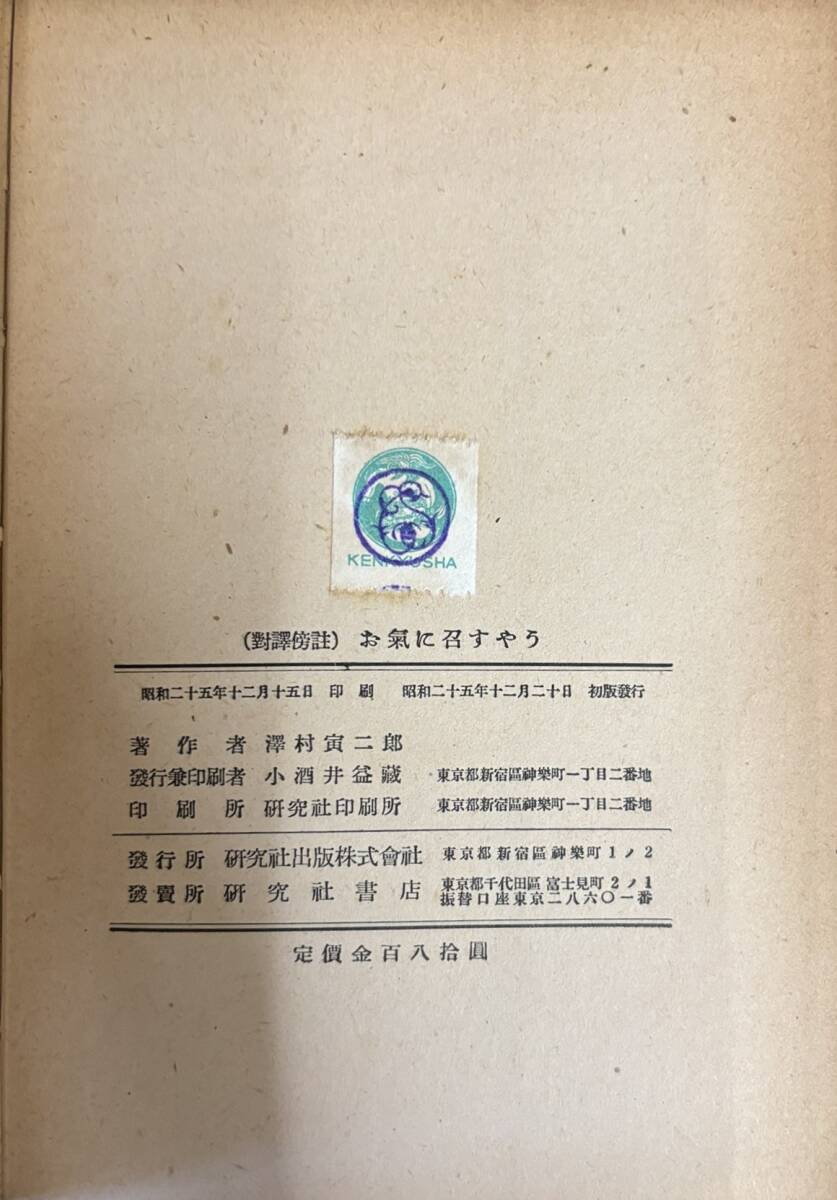 KENKYUSHA
(對譯傍註) お氣に召すやう
昭和二十五年十二月十五日 印刷 昭和二十五年十二月二十日 初版發行
著作者 澤村寅二郎
發行兼印刷者 小酒井益藏 東京都新宿區神樂町一丁目二番地
印刷所 硏究社印刷所 東京都新宿區神樂町一丁目二番地
發行所 硏究社出版株式會社 東京都新宿區神樂町1ノ2
發賣所 硏究社書店 東京都千代田區富士見町2ノ1
振替口座東京二八六〇一番
定價金百八拾圓